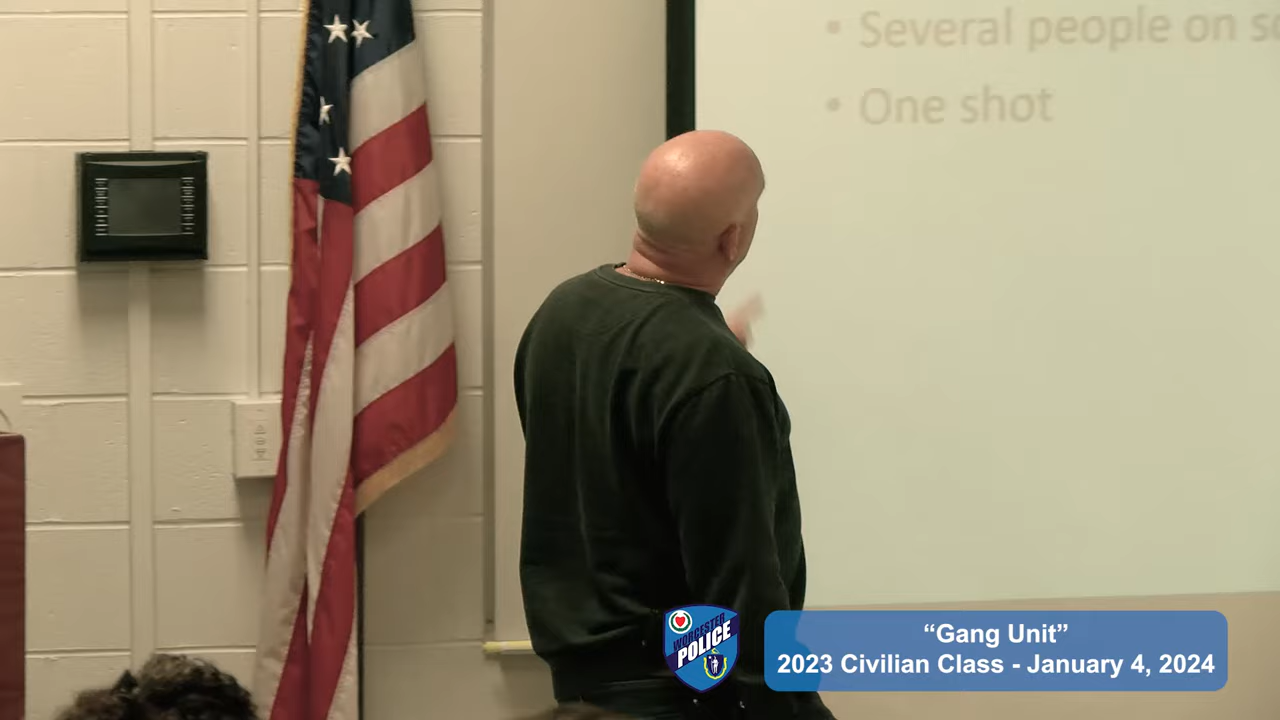 • Several people on
• One shot
WORCESTER
POLICE
“Gang Unit”
2023 Civilian Class - January 4, 2024